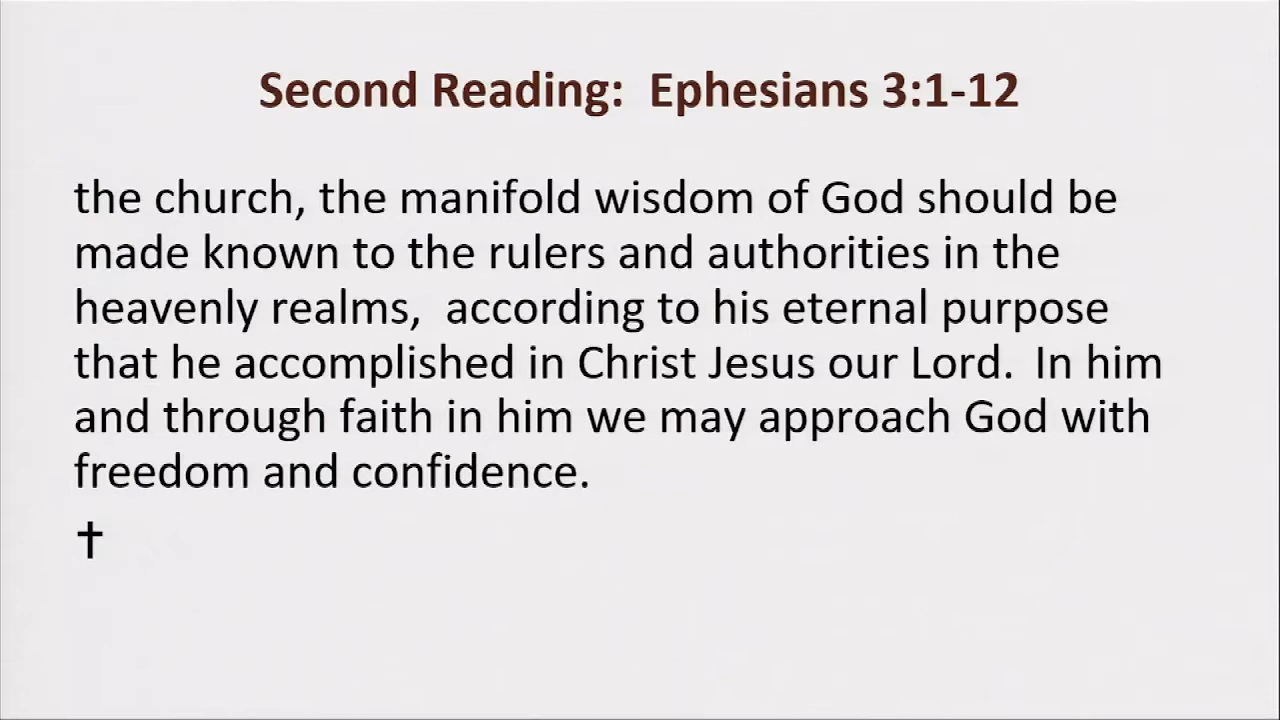 Second Reading:  Ephesians 3:1-12
the church, the manifold wisdom of God should be
made known to the rulers and authorities in the
heavenly realms,  according to his eternal purpose
that he accomplished in Christ Jesus our Lord.  In him
and through faith in him we may approach God with
freedom and confidence.
✝